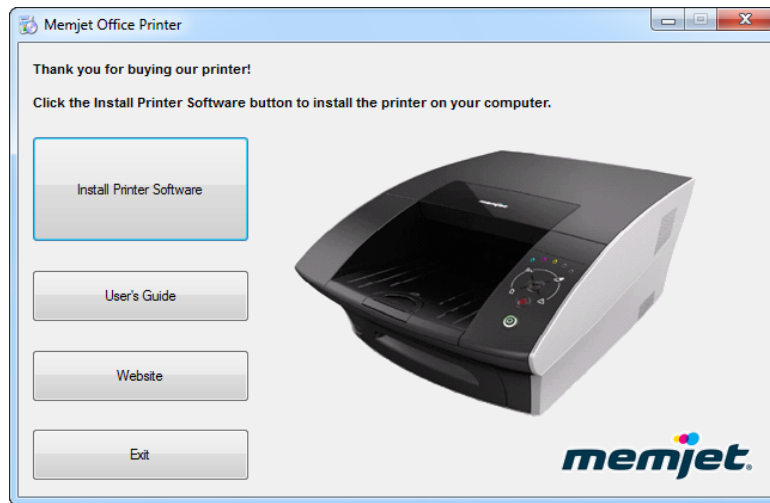 Memjet Office Printer
Thank you for buying our printer!
Click the Install Printer Software button to install the printer on your computer.
Install Printer Software
User's Guide
Website
Exit
memjet
memjet.